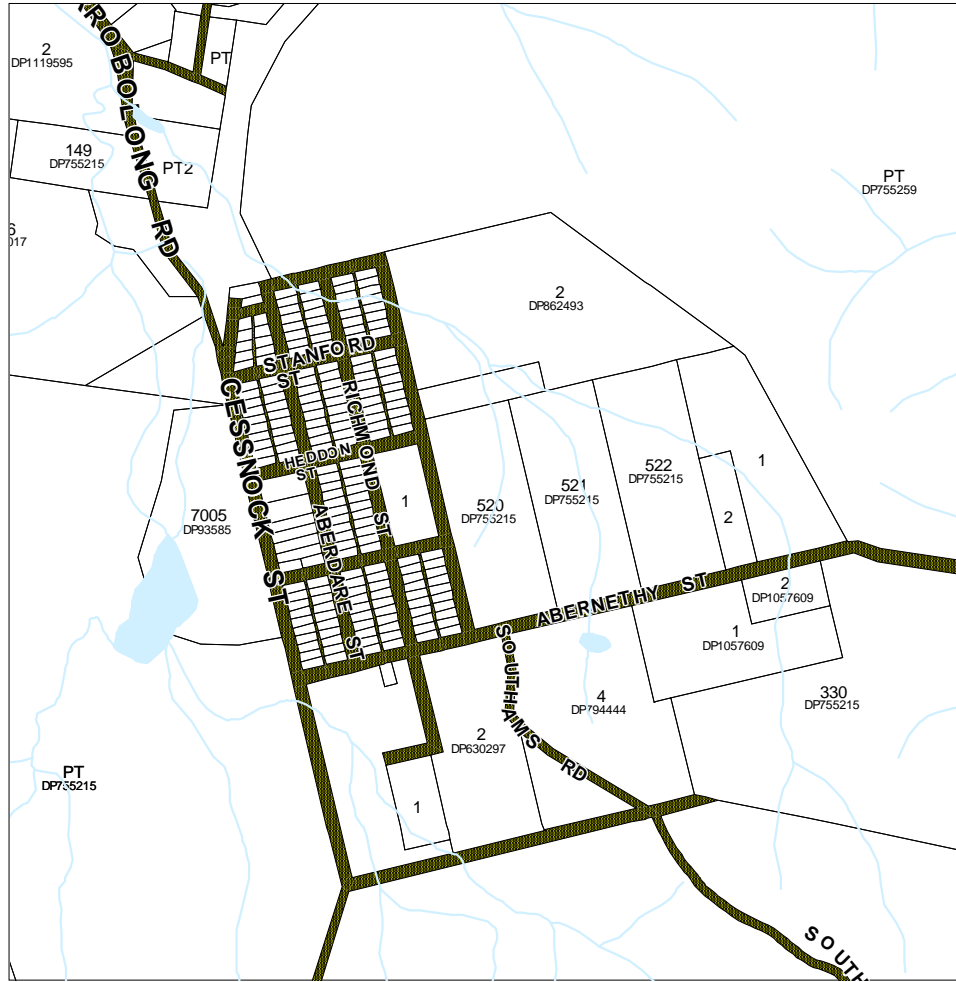 ROBOLONG RD
2
DP1119595
PT
149
DP755215
PT2
PT
DP755259
017
2
DP862493
STANFORD
ST
CESSNOCK ST
RICHMOND ST
HEDDON
ST
ABERDARE ST
1
7005
DP93585
520
DP755215
521
DP755215
522
DP755215
1
2
ABERNETHY ST
2
DP1057609
1
DP1057609
SOUTHAMS RD
4
DP794444
330
DP755215
2
DP630297
PT
DP755215
1
SOUTH